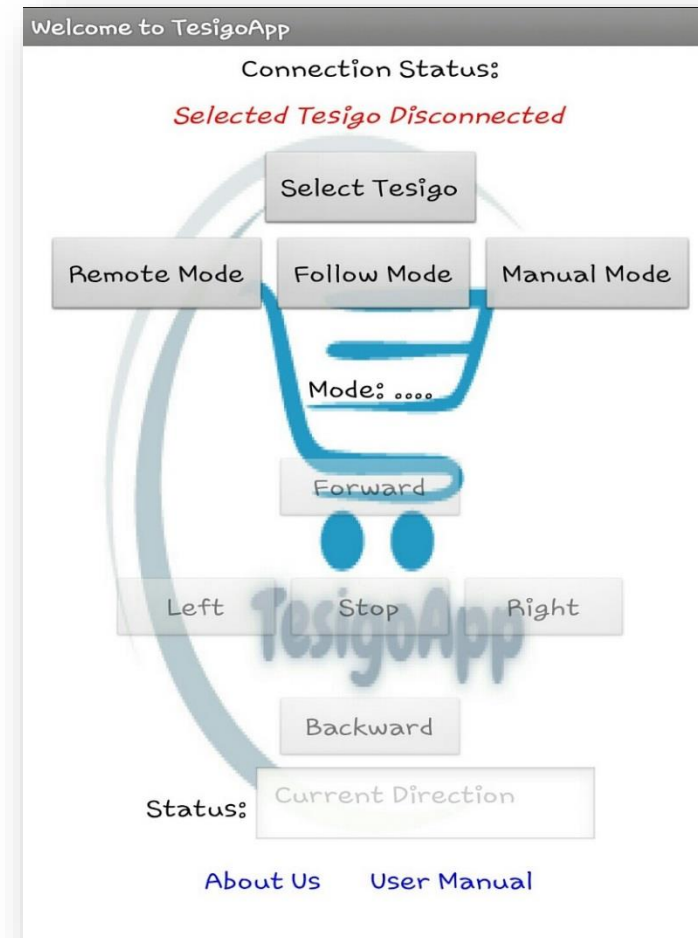 Welcome to TesigoApp
Connection Status:
Selected Tesigo Disconnected
Select Tesigo
Remote Mode Follow Mode Manual Mode
Mode: ....
Forward
Left Stop Right
TesigoApp
Backward
Status: Current Direction
About Us User Manual